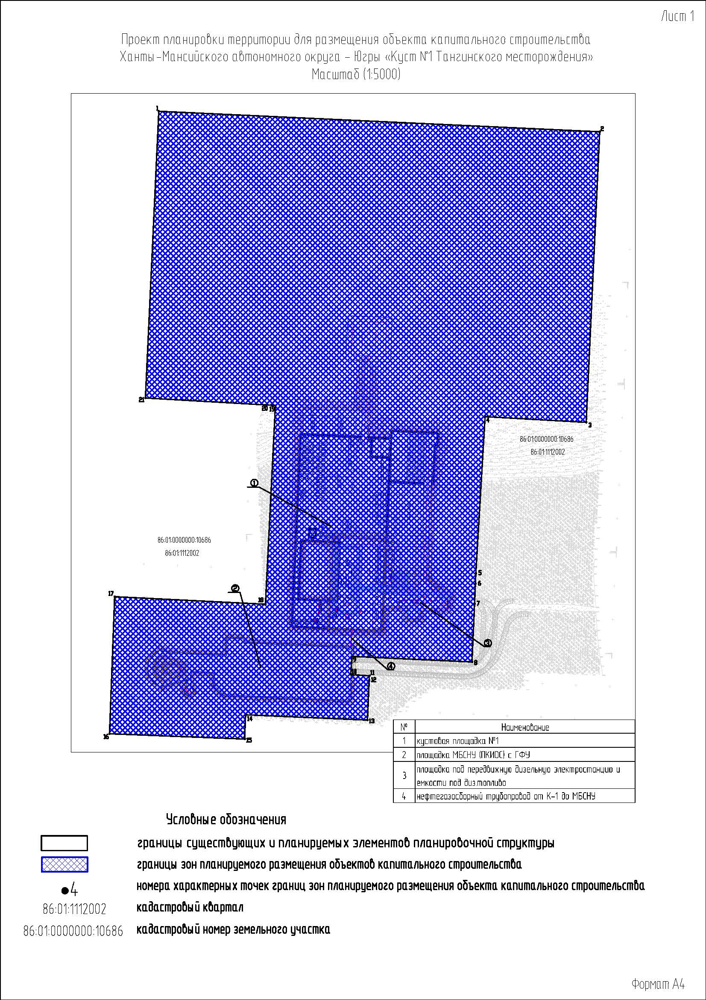 Лист 1
Проект планировки территории для размещения объекта капитального строительства
Ханты-Мансийского автономного округа - Югры «Куст №1 Тангинского месторождения»
Масштаб (1:5000)
1
2
21
20 19
4
3
86:01:0000000:10686
86:01:1112002
1
86:01:0000000:10686
86:01:1112002
5
6
2
17
18
7
3
9
8
4
10
11
12
14
13
16
15
№ Наименование
1 кустовая площадка №1
2 площадка МБСНУ (ПКИОС) с ГФУ
3 площадка под передвижную дизельную электростанцию и
емкости под диз.топливо
4 нефтегазосборный трубопровод от К-1 до МБСНУ
Условные обозначения
границы существующих и планируемых элементов планировочной структуры
границы зон планируемого размещения объектов капитального строительства
4 номера характерных точек границ зон планируемого размещения объекта капитального строительства
86:01:1112002 кадастровый квартал
86:01:0000000:10686 кадастровый номер земельного участка
Формат А4